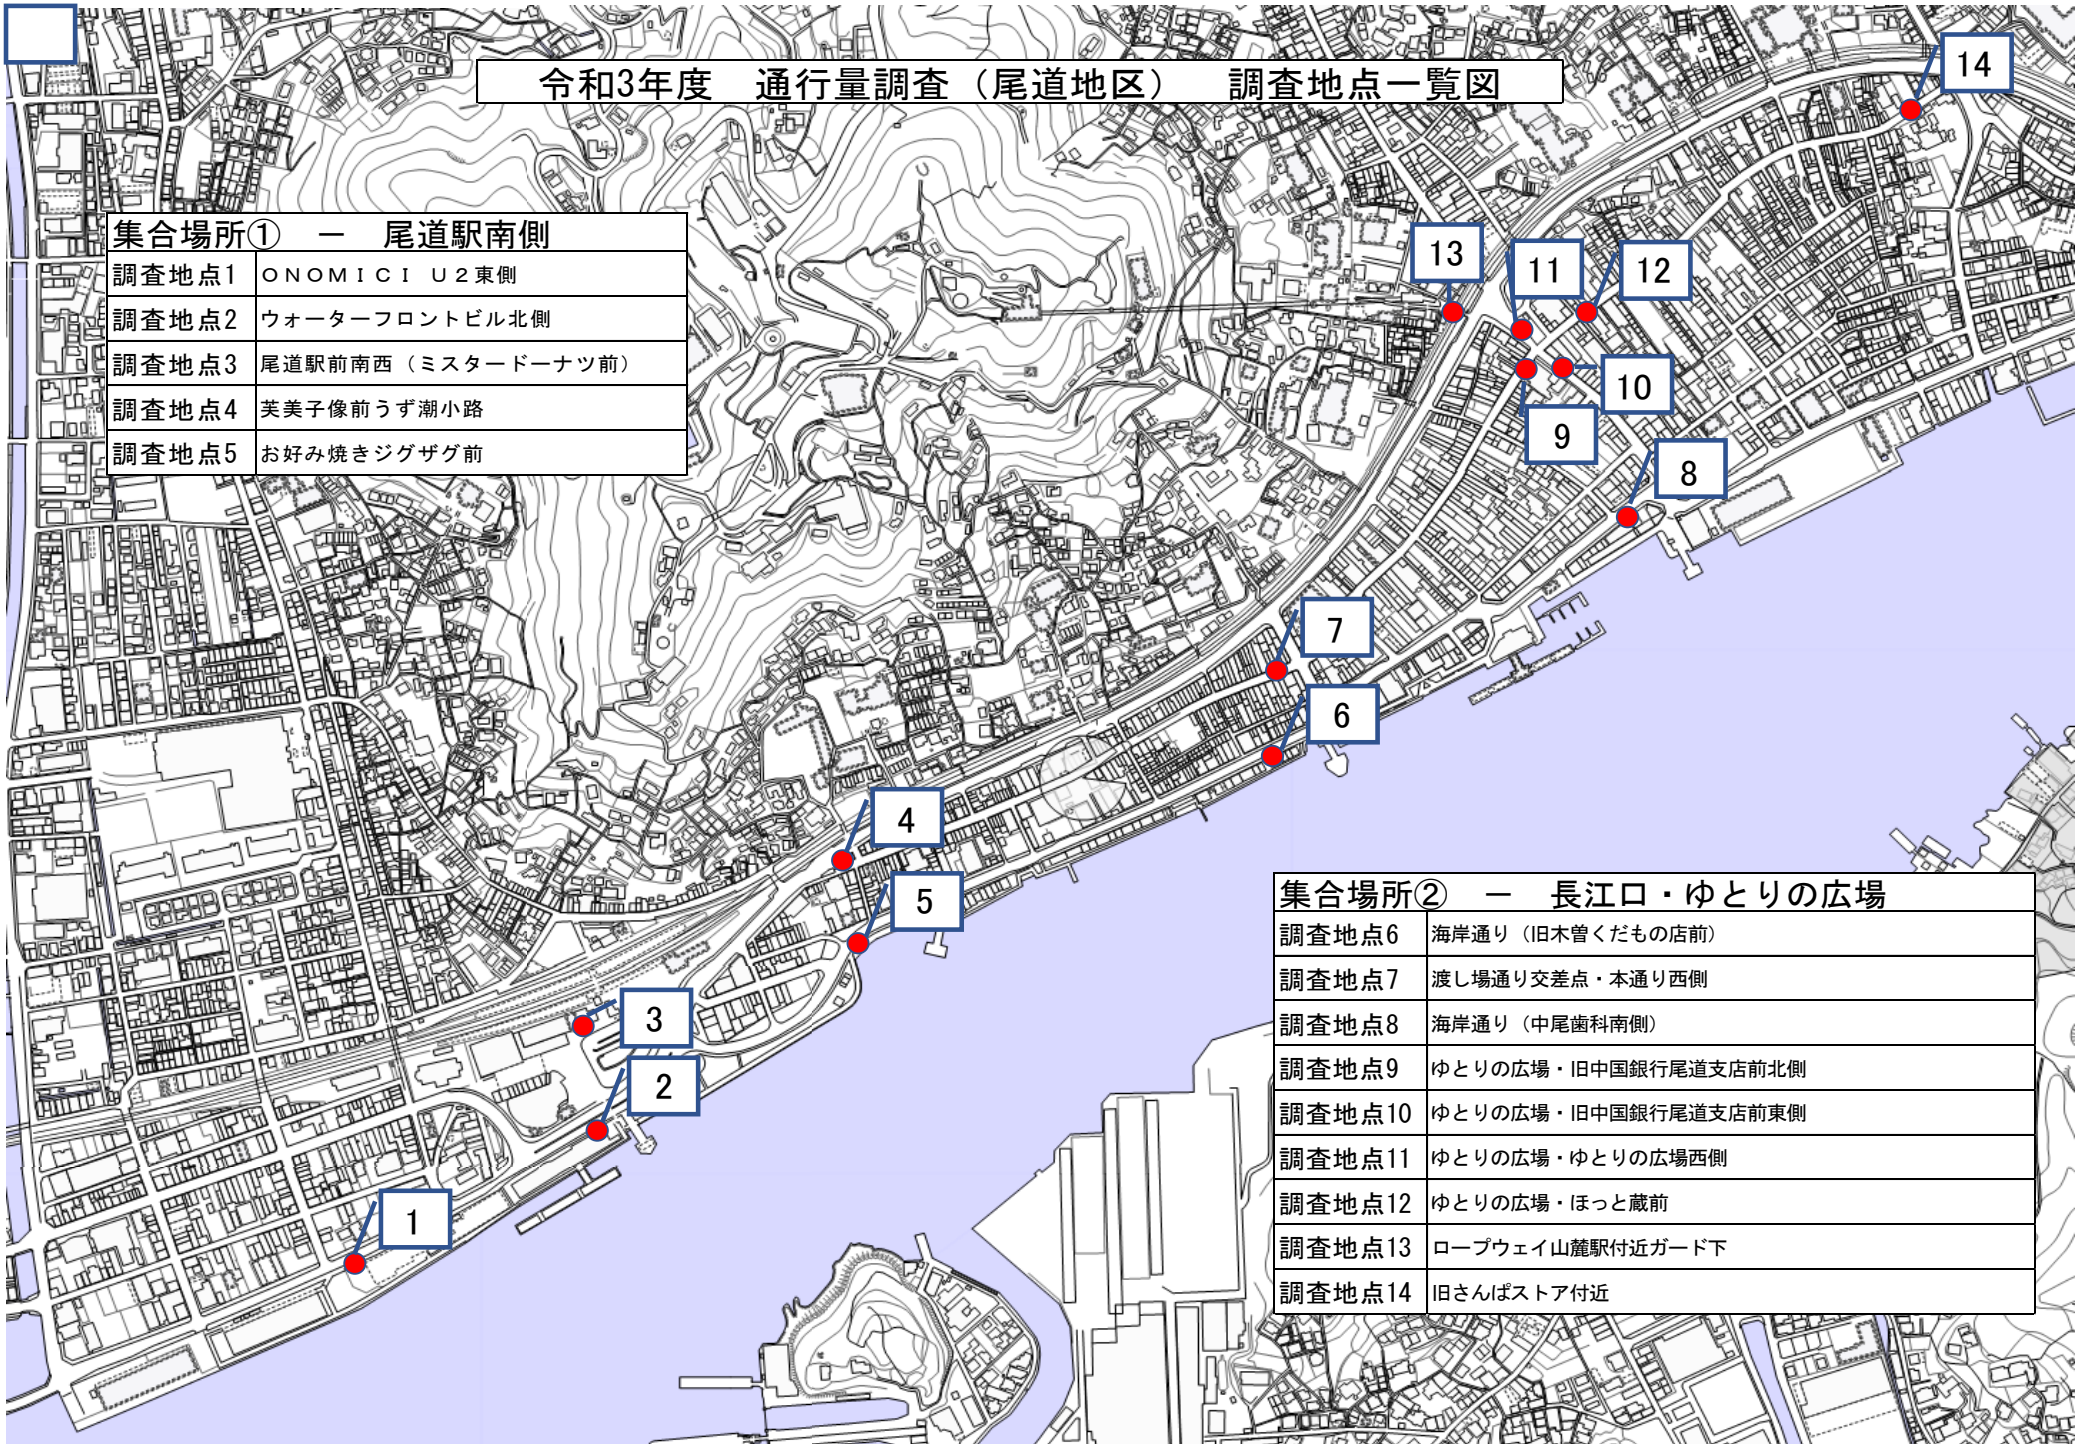 令和3年度　通行量調査（尾道地区）　調査地点一覧図
集合場所①　－　尾道駅南側
調査地点1　ＯＮＯＭＩＣＩ　Ｕ２東側
調査地点2　ウォーターフロントビル北側
調査地点3　尾道駅前南西（ミスタードーナツ前）
調査地点4　芙美子像前うず潮小路
調査地点5　お好み焼きジグザグ前
14
13
11
12
10
9
8
7
6
4
5
3
2
1
集合場所②　－　長江口・ゆとりの広場
調査地点6　海岸通り（旧木曽くだもの店前）
調査地点7　渡し場通り交差点・本通り西側
調査地点8　海岸通り（中尾歯科南側）
調査地点9　ゆとりの広場・旧中国銀行尾道支店前北側
調査地点10　ゆとりの広場・旧中国銀行尾道支店前東側
調査地点11　ゆとりの広場・ゆとりの広場西側
調査地点12　ゆとりの広場・ほっと蔵前
調査地点13　ロープウェイ山麓駅付近ガード下
調査地点14　旧さんぱストア付近